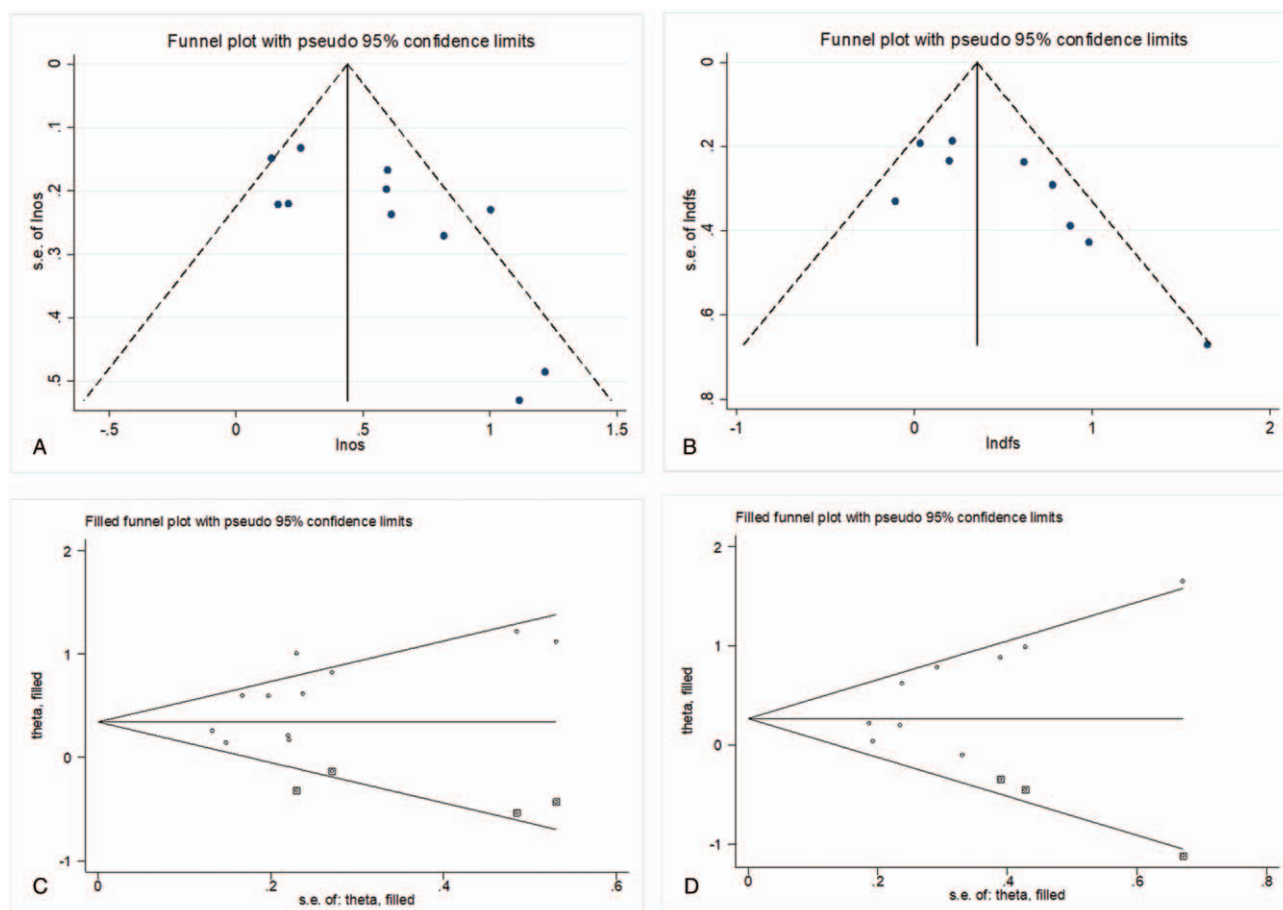 Funnel plot with pseudo 95% confidence limits
0
.1
.2
.3
.4
.5
s.e. of lnos
-.5
0
.5
1
1.5
lnos
A
Funnel plot with pseudo 95% confidence limits
0
.2
.4
.6
.8
s.e. of lndfs
-1
0
1
2
lndfs
B
Filled funnel plot with pseudo 95% confidence limits
2
1
0
-1
theta, filled
0
.2
.4
.6
s.e. of: theta, filled
C
Filled funnel plot with pseudo 95% confidence limits
2
1
0
-1
theta, filled
0
.2
.4
.6
.8
s.e. of: theta, filled
D